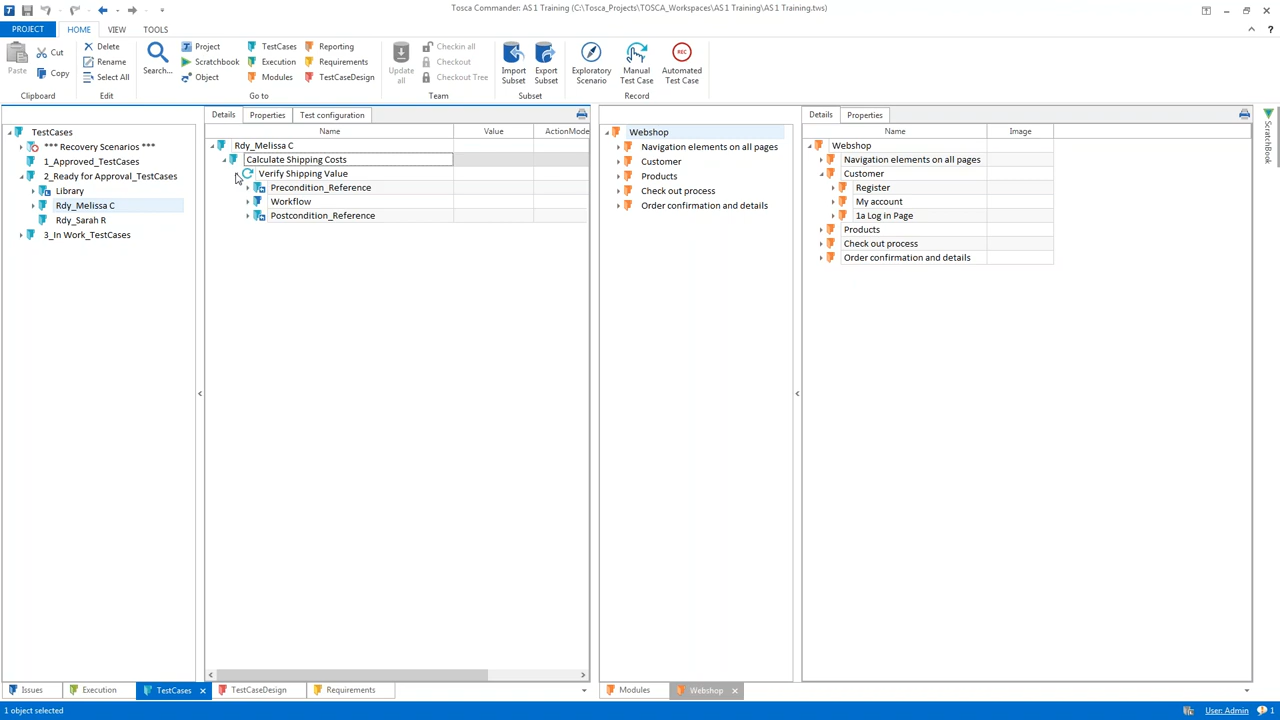 Tosca Commander: AS 1 Training (C:\Tosca_Projects\TOSCA_Workspaces\AS 1 Training\AS 1 Training.tws)
PROJECT HOME VIEW TOOLS
Paste Cut Copy Clipboard
Delete Rename Select All Edit
Search... Project Scratchbook Object TestCases Execution Modules Reporting Requirements TestCaseDesign Go to
Update all Checkin all Checkout Checkout Tree Team
Import Subset Export Subset Subset
Exploratory Scenario Manual Test Case REC Automated Test Case Record
TestCases
*** Recovery Scenarios ***
1_Approved_TestCases
2_Ready for Approval_TestCases
Library
Rdy_Melissa C
Rdy_Sarah R
3_In Work_TestCases
Details Properties Test configuration
Name Value ActionMode
Rdy_Melissa C
Calculate Shipping Costs
Verify Shipping Value
Precondition_Reference
Workflow
Postcondition_Reference
Webshop
Navigation elements on all pages
Customer
Products
Check out process
Order confirmation and details
Details Properties
Name Image
Webshop
Navigation elements on all pages
Customer
Register
My account
1a Log in Page
Products
Check out process
Order confirmation and details
ScratchBook
Issues Execution TestCases TestCaseDesign Requirements
Modules Webshop
1 object selected
User: Admin 1